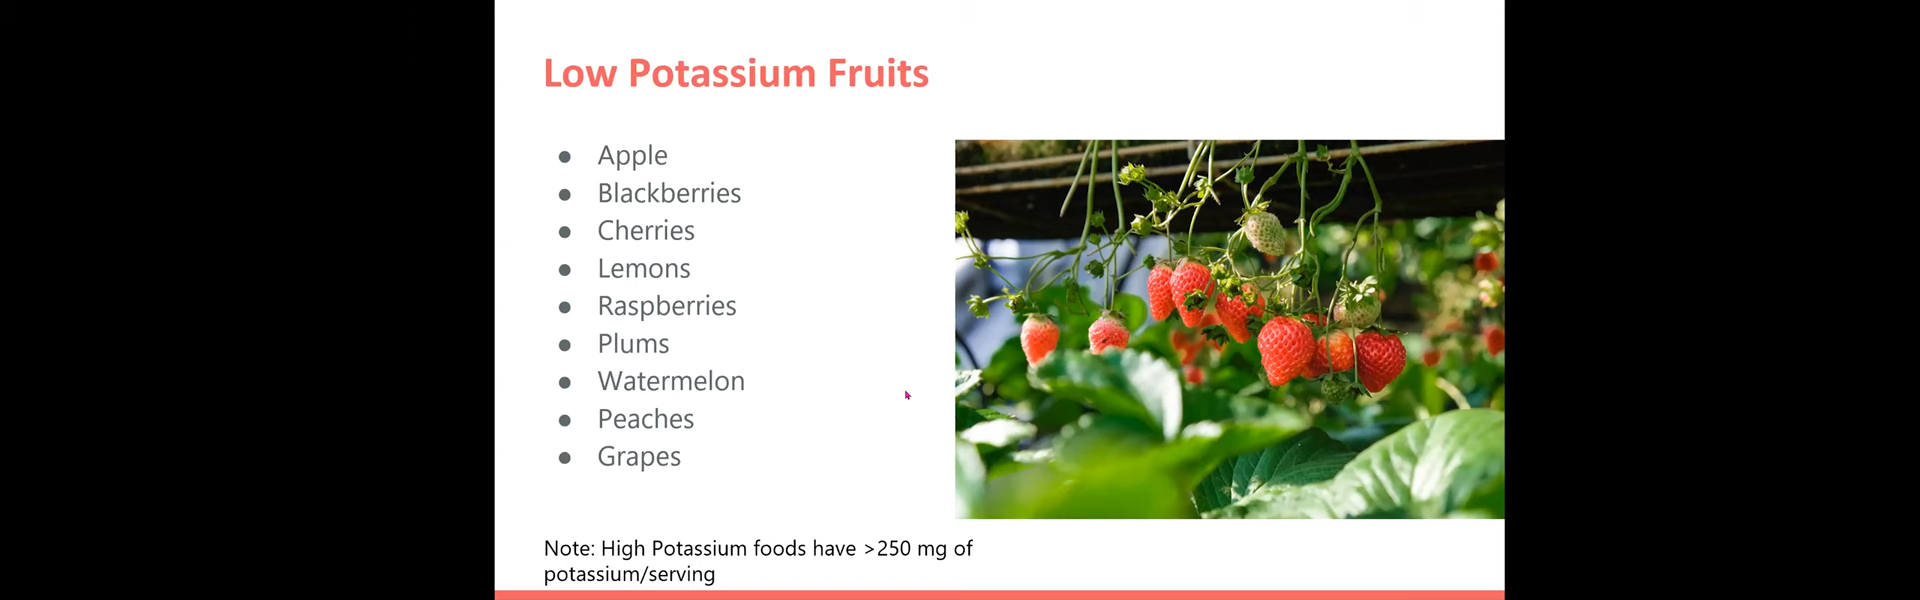 Low Potassium Fruits
● Apple
● Blackberries
● Cherries
● Lemons
● Raspberries
● Plums
● Watermelon
● Peaches
● Grapes
Note: High Potassium foods have >250 mg of
potassium/serving